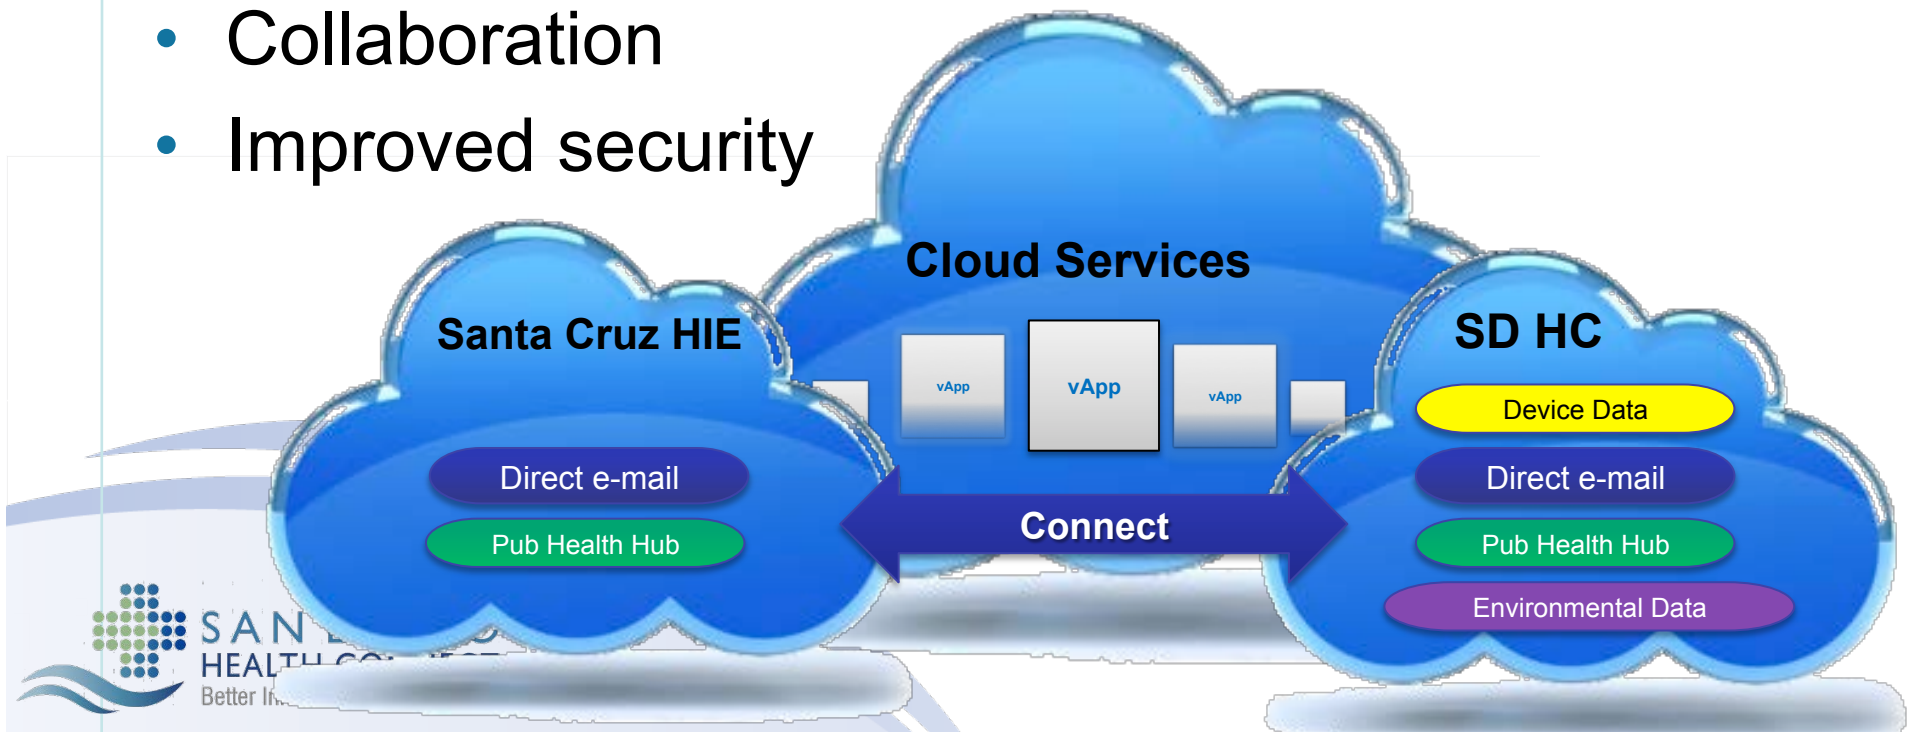 • Collaboration
• Improved security
Cloud Services
Santa Cruz HIE
SD HC
vApp
vApp
vApp
Device Data
Direct e-mail
Direct e-mail
Connect
Pub Health Hub
Pub Health Hub
Environmental Data
SAN
HEALTH
Better